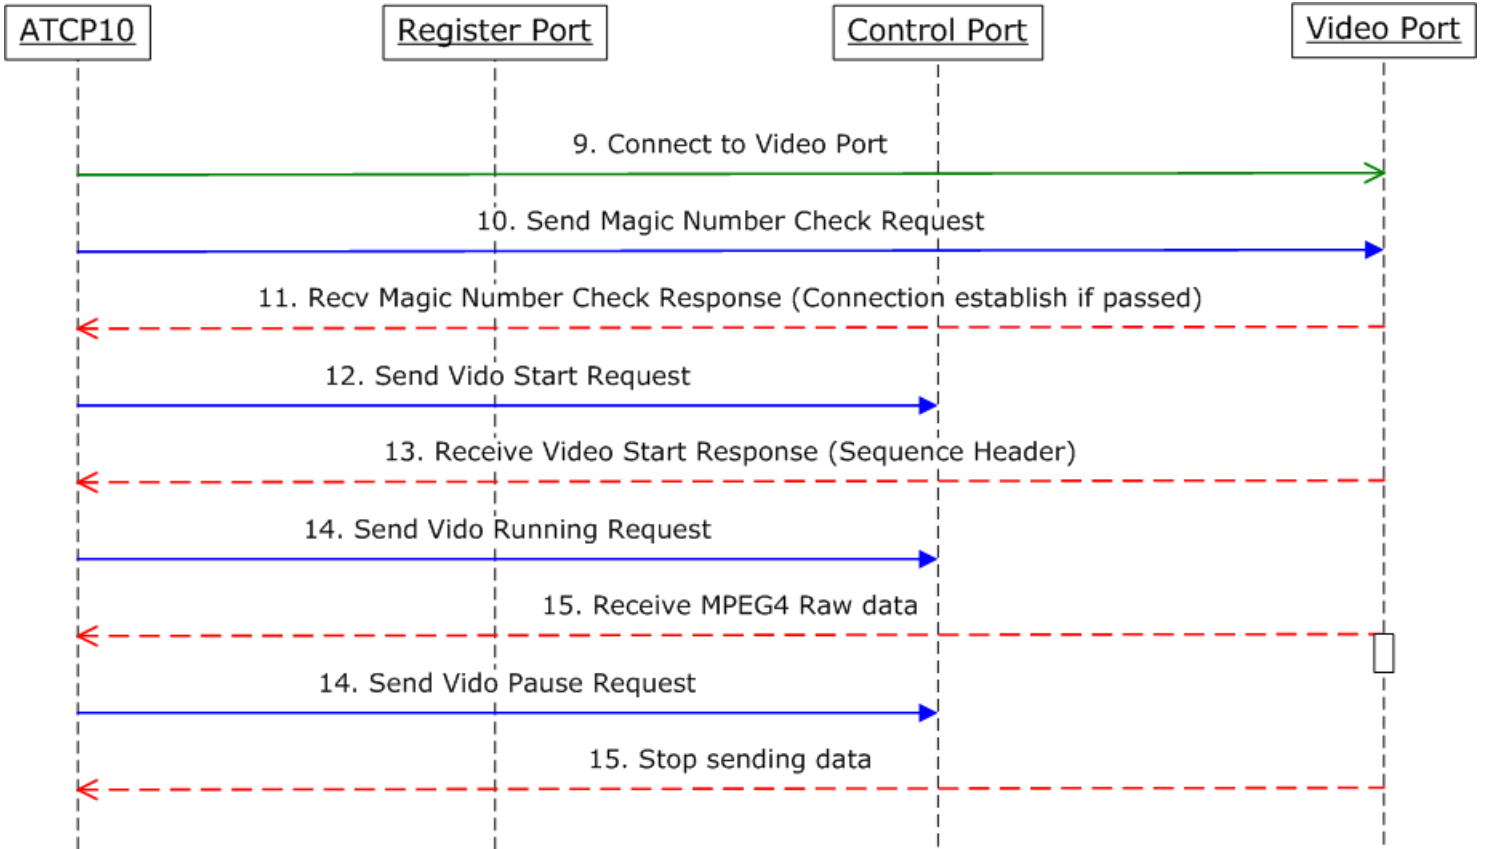 ATCP10 Register Port Control Port Video Port
9. Connect to Video Port
10. Send Magic Number Check Request
11. Recv Magic Number Check Response (Connection establish if passed)
12. Send Vido Start Request
13. Receive Video Start Response (Sequence Header)
14. Send Vido Running Request
15. Receive MPEG4 Raw data
14. Send Vido Pause Request
15. Stop sending data